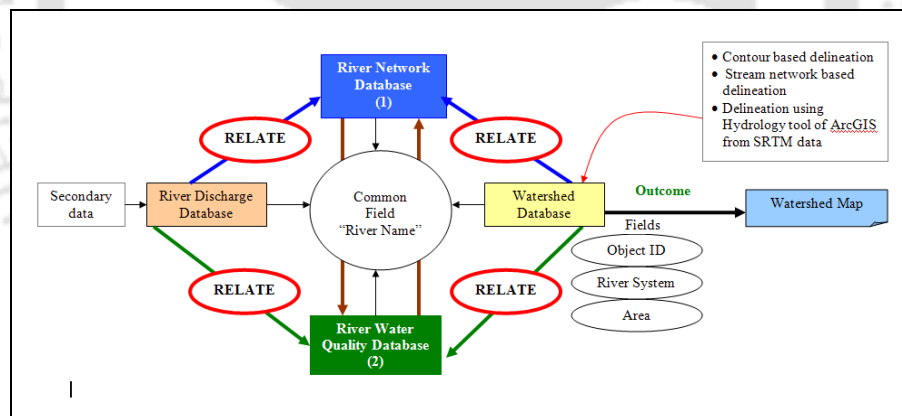 River Network
Database
(1)
• Contour based delineation
• Stream network based
delineation
• Delineation using
Hydrology tool of ArcGIS
from SRTM data
RELATE
RELATE
Secondary
data
River Discharge
Database
Common
Field
“River Name”
Watershed
Database
Outcome
Watershed Map
Fields
Object ID
River System
Area
RELATE
RELATE
River Water
Quality Database
(2)